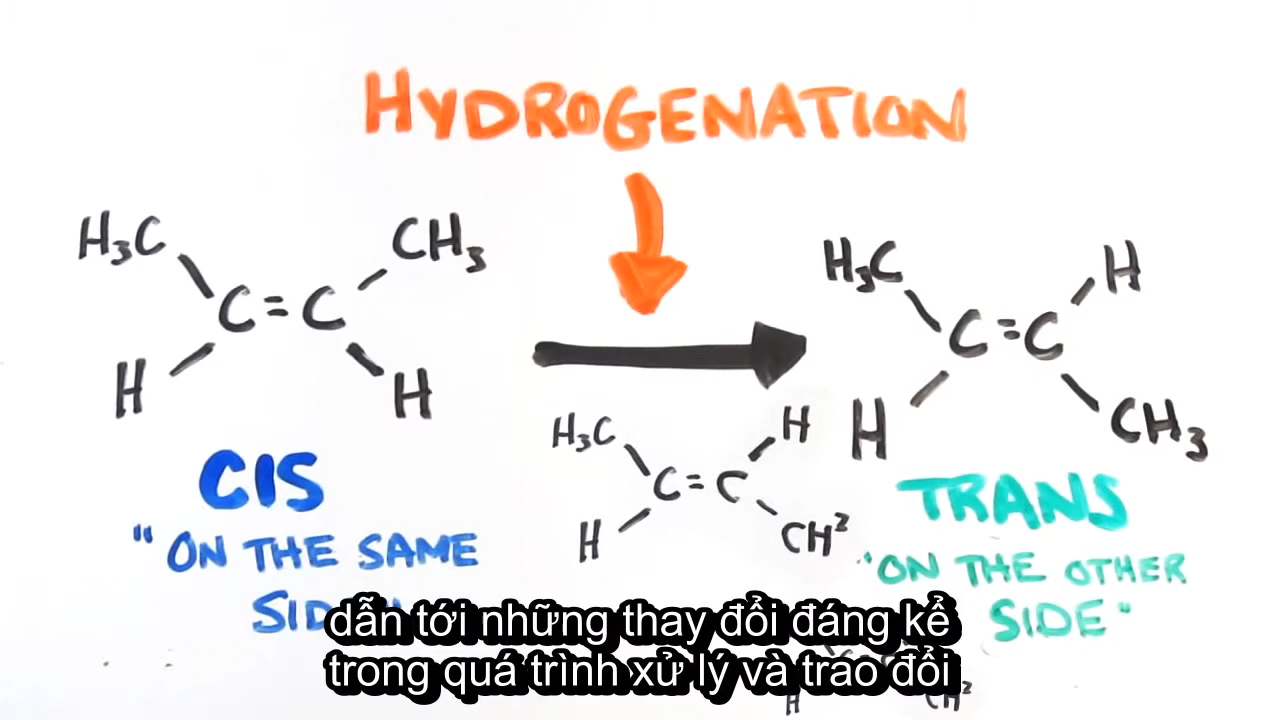 HYDROGENATION
H₃C CH₃
C=C
H H
H₃C H
C=C
H CH₃
H₃C H
C=C
H CH²
CIS
"ON THE SAME
TRANS
"ON THE OTHER
SIDE"
dẫn tới những thay đổi đáng kể
trong quá trình xử lý và trao đổi
H CH²